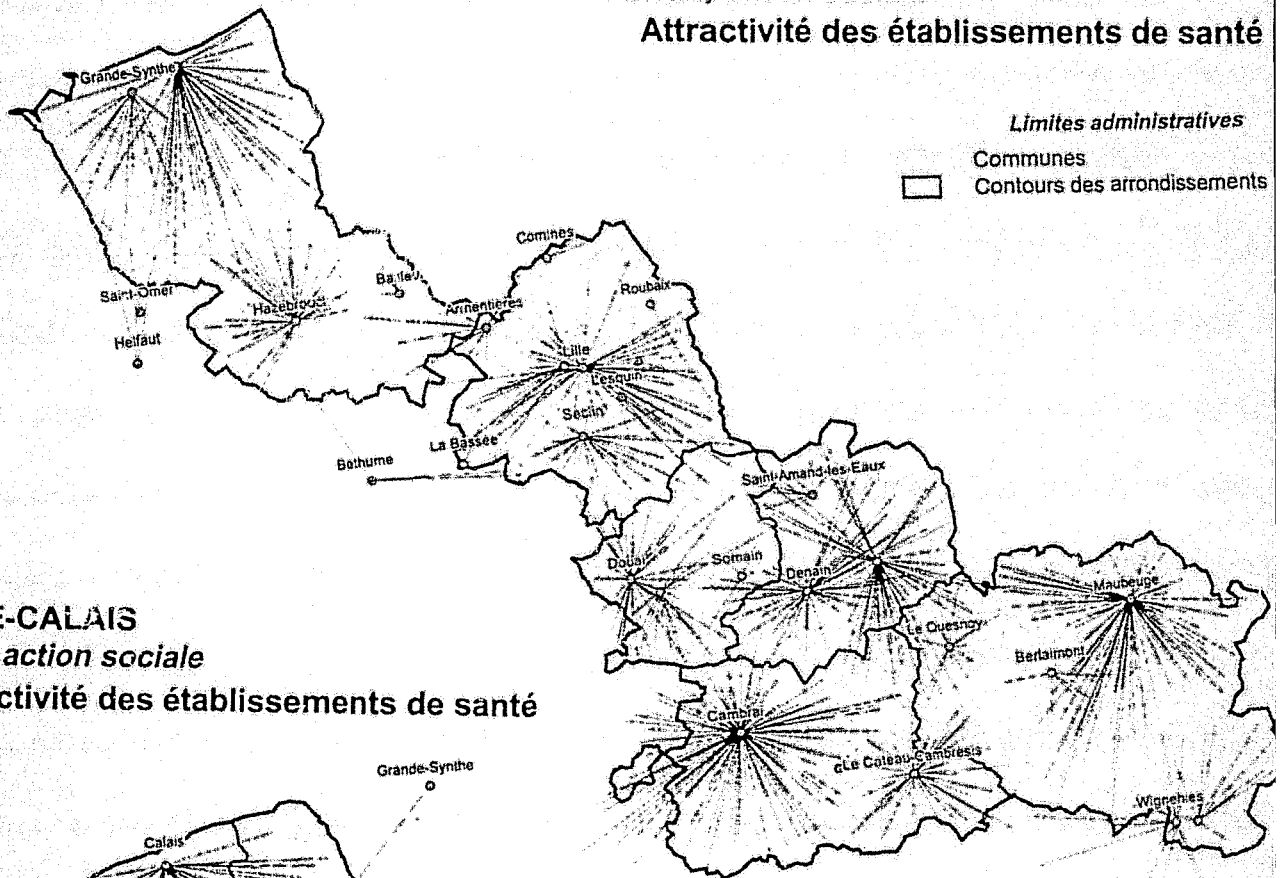 Attractivité des établissements de santé
Limites administratives
Communes
Contours des arrondissements
Grande-Synthe
Comines
Saint-Omer
Hazebrouck
Armentières
Roubaix
Helfaut
Lille
Lesquin
Seclin
La Bassée
Béthune
Saint-Amand-les-Eaux
Douai
Somain
Denain
Maubeuge
Le Quesnoy
Berlaimont
E-CALAIS
action sociale
ctivité des établissements de santé
Cambrai
Le Cateau-Cambrésis
Grande-Synthe
Wignehies
Calais